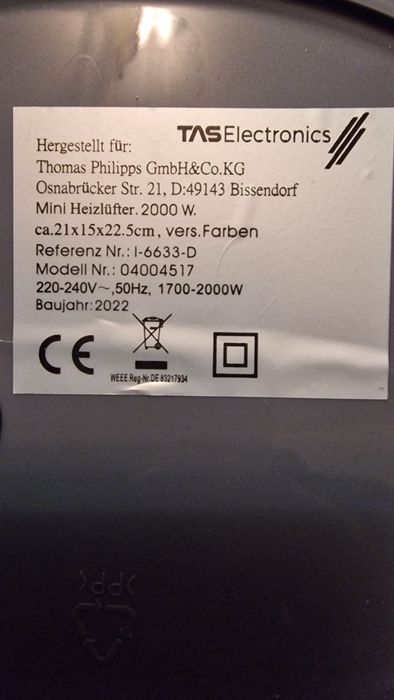 TASElectronics
Hergestellt für:
Thomas Philipps GmbH&Co.KG
Osnabrücker Str. 21, D:49143 Bissendorf
Mini Heizlüfter. 2000 W.
ca.21x15x22.5cm, vers.Farben
Referenz Nr.: I-6633-D
Modell Nr.: 04004517
220-240V~,50Hz, 1700-2000W
Baujahr:2022
CE
WEEE Reg-Nr.DE 83217934
>PP<